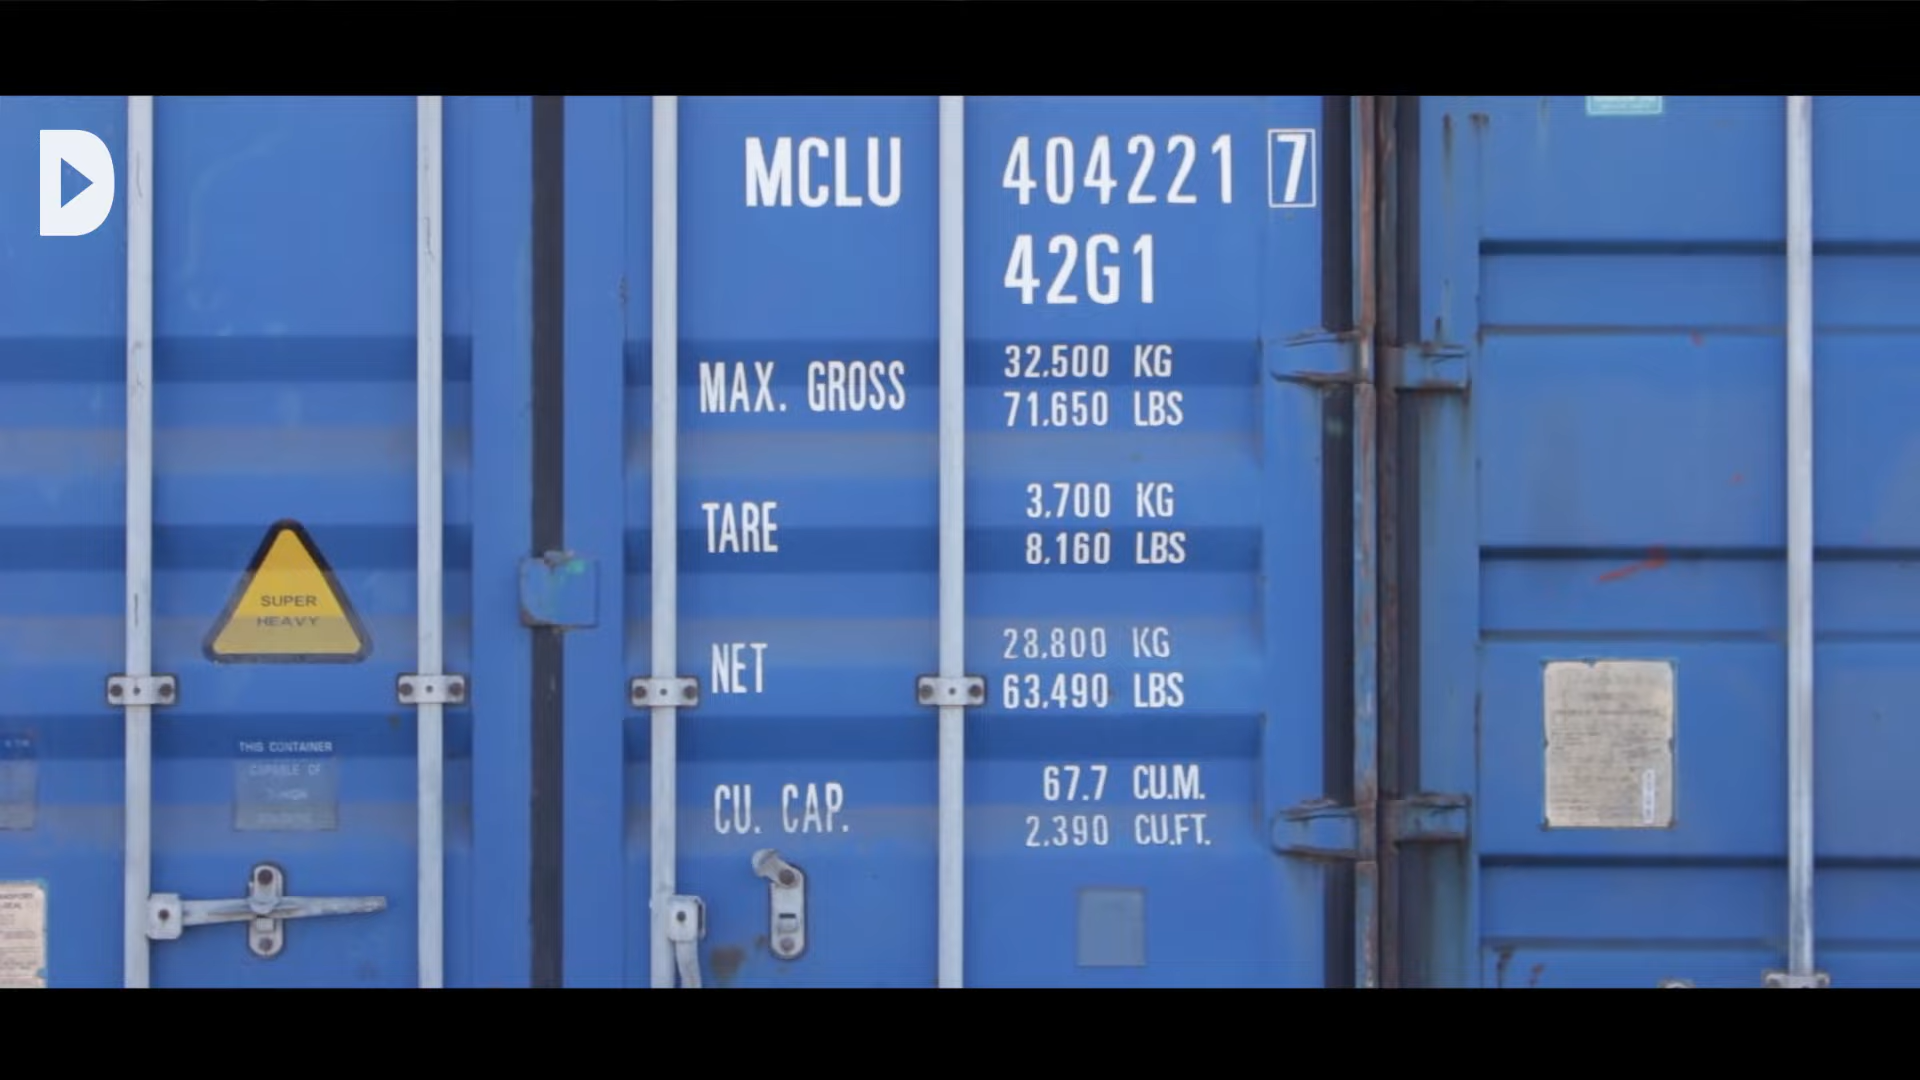 MCLU 404221 7
42G1
MAX. GROSS 32.500 KG
71.650 LBS
TARE 3.700 KG
8.160 LBS
NET 28.800 KG
63.490 LBS
CU. CAP. 67.7 CU.M.
2.390 CU.FT.
SUPER
HEAVY
THIS CONTAINER
CAPABLE OF